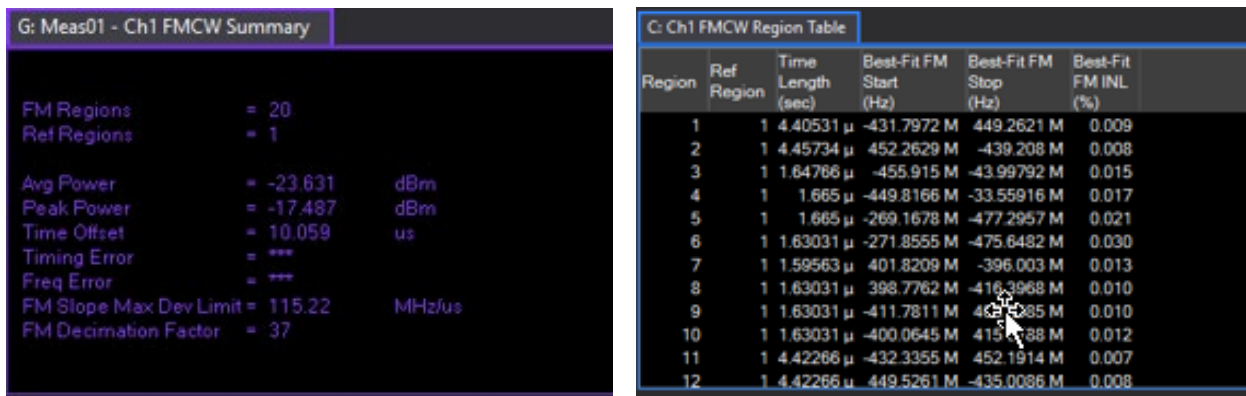 G: Meas01 - Ch1 FMCW Summary
FM Regions = 20
Ref Regions = 1
Avg Power = -23.631 dBm
Peak Power = -17.487 dBm
Time Offset = 10.059 us
Timing Error = ***
Freq Error = ***
FM Slope Max Dev Limit = 115.22 MHz/us
FM Decimation Factor = 37
C: Ch1 FMCW Region Table
Region Ref Region Time Length (sec) Best-Fit FM Start (Hz) Best-Fit FM Stop (Hz) Best-Fit FM INL (%)
1 1 4.40531 µ -431.7972 M 449.2621 M 0.009
2 1 4.45734 µ 452.2629 M -439.208 M 0.008
3 1 1.64766 µ -455.915 M -43.99792 M 0.015
4 1 1.665 µ -449.8166 M -33.55916 M 0.017
5 1 1.665 µ -269.1678 M -477.2957 M 0.021
6 1 1.63031 µ -271.8555 M -475.6482 M 0.030
7 1 1.59563 µ 401.8209 M -396.003 M 0.013
8 1 1.63031 µ 398.7762 M -416.3968 M 0.010
9 1 1.63031 µ -411.7811 M M 0.010
10 1 1.63031 µ -400.0645 M M 0.012
11 1 4.42266 µ -432.3355 M 452.1914 M 0.007
12 1 4.42266 µ 449.5261 M -435.0086 M 0.008